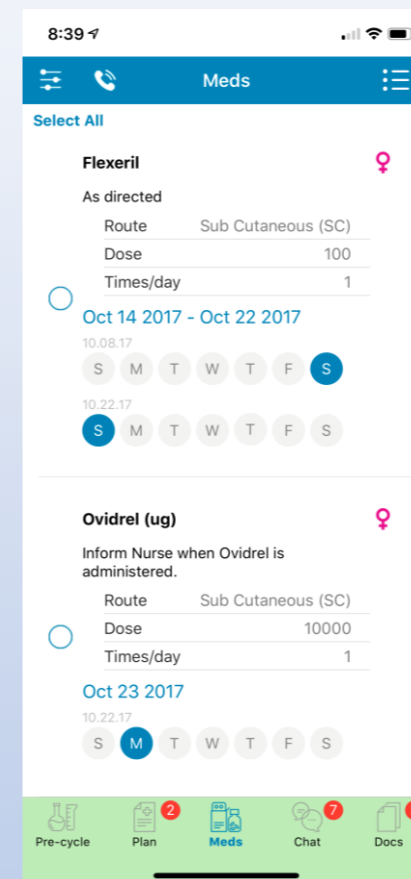 8:39
Meds
Select All
Flexeril
As directed
Route Sub Cutaneous (SC)
Dose 100
Times/day 1
Oct 14 2017 - Oct 22 2017
10.08.17
S M T W T F S
10.22.17
S M T W T F S
Ovidrel (ug)
Inform Nurse when Ovidrel is
administered.
Route Sub Cutaneous (SC)
Dose 10000
Times/day 1
Oct 23 2017
10.22.17
S M T W T F S
2 7
Pre-cycle Plan Meds Chat Docs